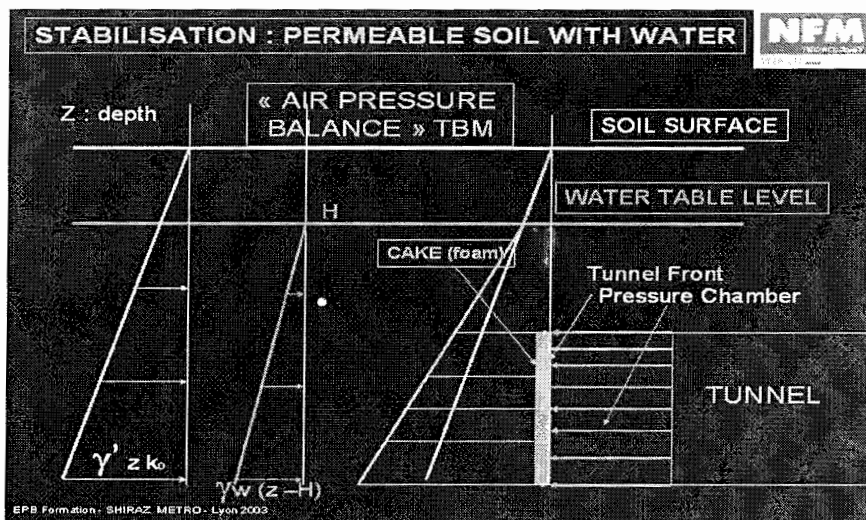 STABILISATION : PERMEABLE SOIL WITH WATER
NFM
Z : depth
« AIR PRESSURE
BALANCE » TBM
SOIL SURFACE
H
WATER TABLE LEVEL
CAKE (foam)
Tunnel Front
Pressure Chamber
TUNNEL
γ' z k₀
γw (z –H)
EPB Formation - SHIRAZ METRO - Lyon 2003